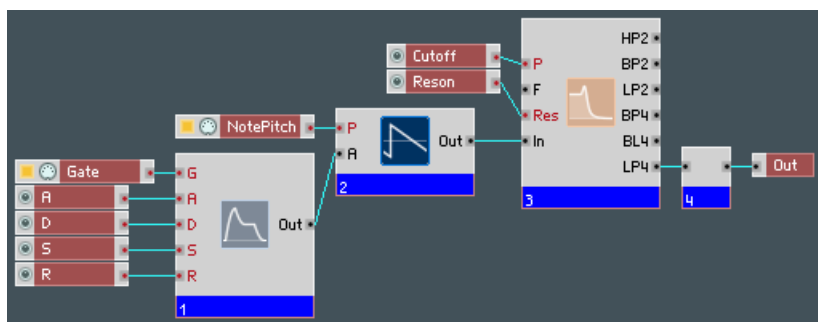 HP2
Cutoff
P
BP2
Reson
F
LP2
Res
BP4
NotePitch
P
In
BL4
A
Out
LP4
Out
Gate
G
2
3
4
A
A
D
D
Out
S
S
R
R
1